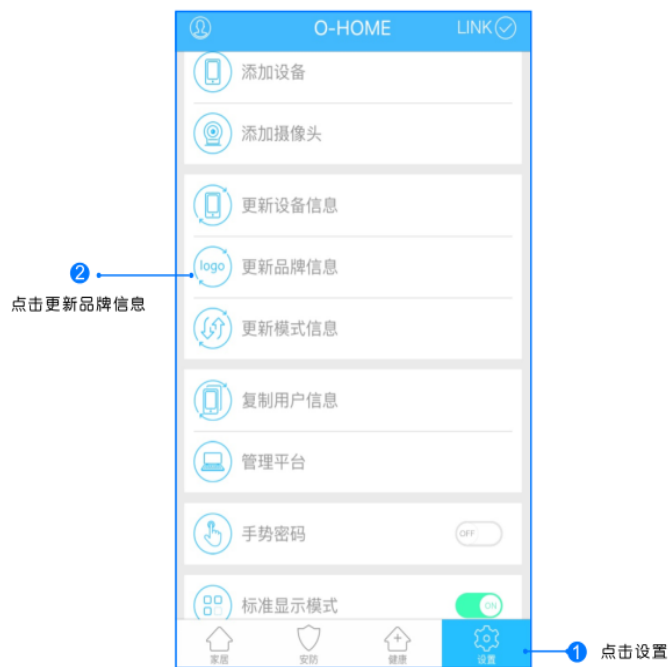 O-HOME
LINK
添加设备
添加摄像头
更新设备信息
logo
更新品牌信息
2
点击更新品牌信息
更新模式信息
复制用户信息
管理平台
手势密码
OFF
标准显示模式
ON
家居
安防
健康
设置
1 点击设置